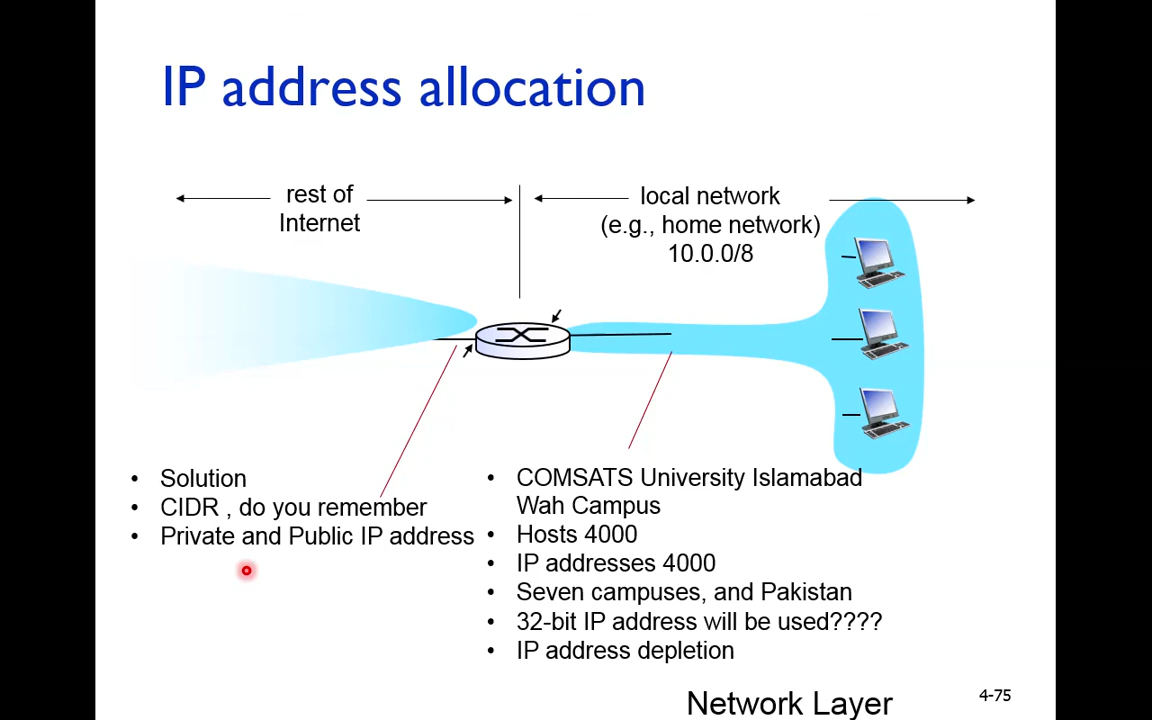 IP address allocation
rest of
Internet
local network
(e.g., home network)
10.0.0/8
• Solution
• CIDR , do you remember
• Private and Public IP address
• COMSATS University Islamabad
Wah Campus
• Hosts 4000
• IP addresses 4000
• Seven campuses, and Pakistan
• 32-bit IP address will be used????
• IP address depletion
Network Layer
4-75